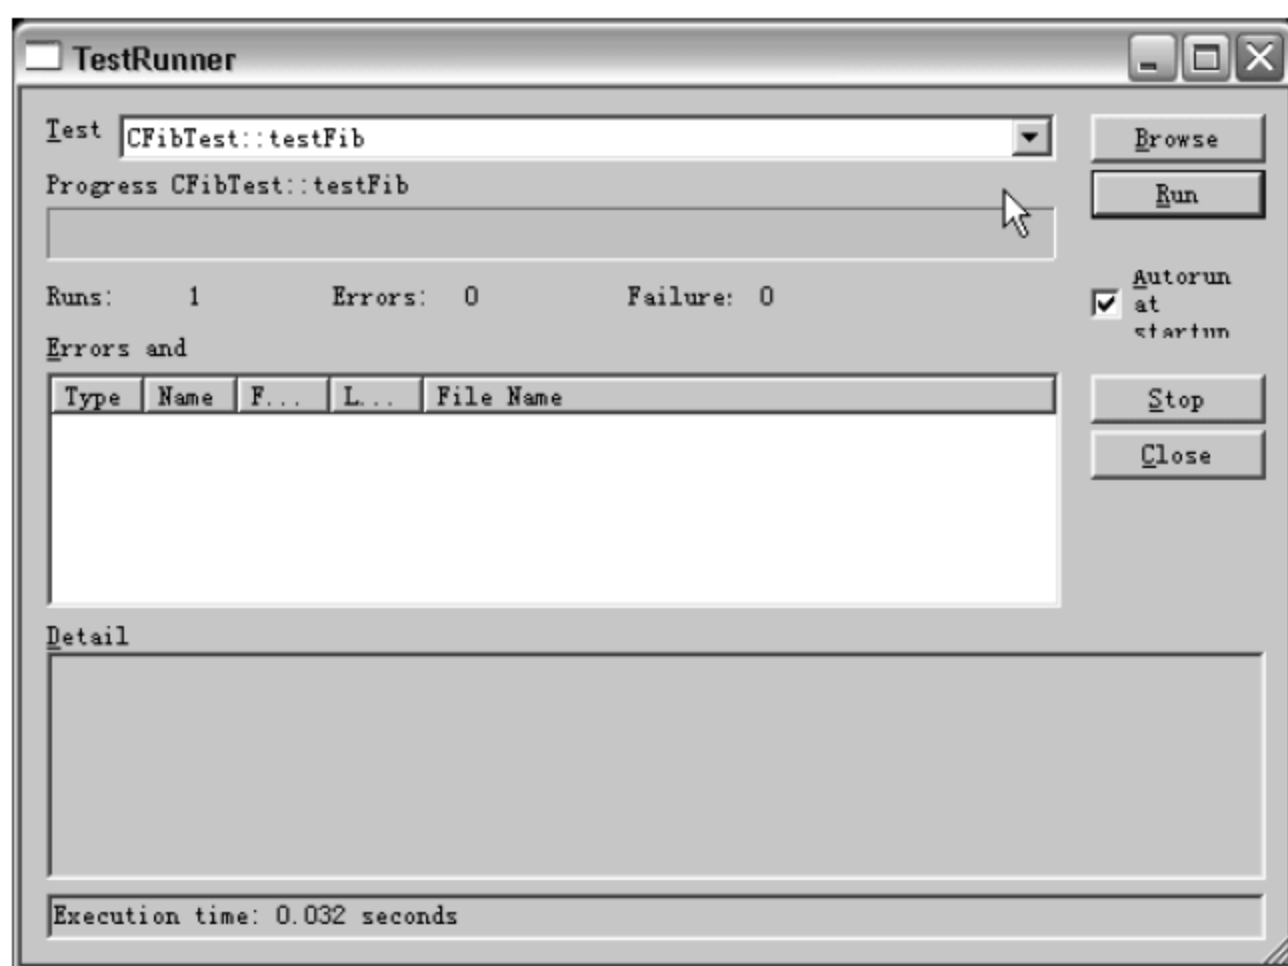 TestRunner
Test CFibTest::testFib
Browse
Progress CFibTest::testFib
Run
Runs: 1 Errors: 0 Failure: 0
Autorun
at
startup
Errors and
Type Name F... L... File Name
Stop
Close
Detail
Execution time: 0.032 seconds